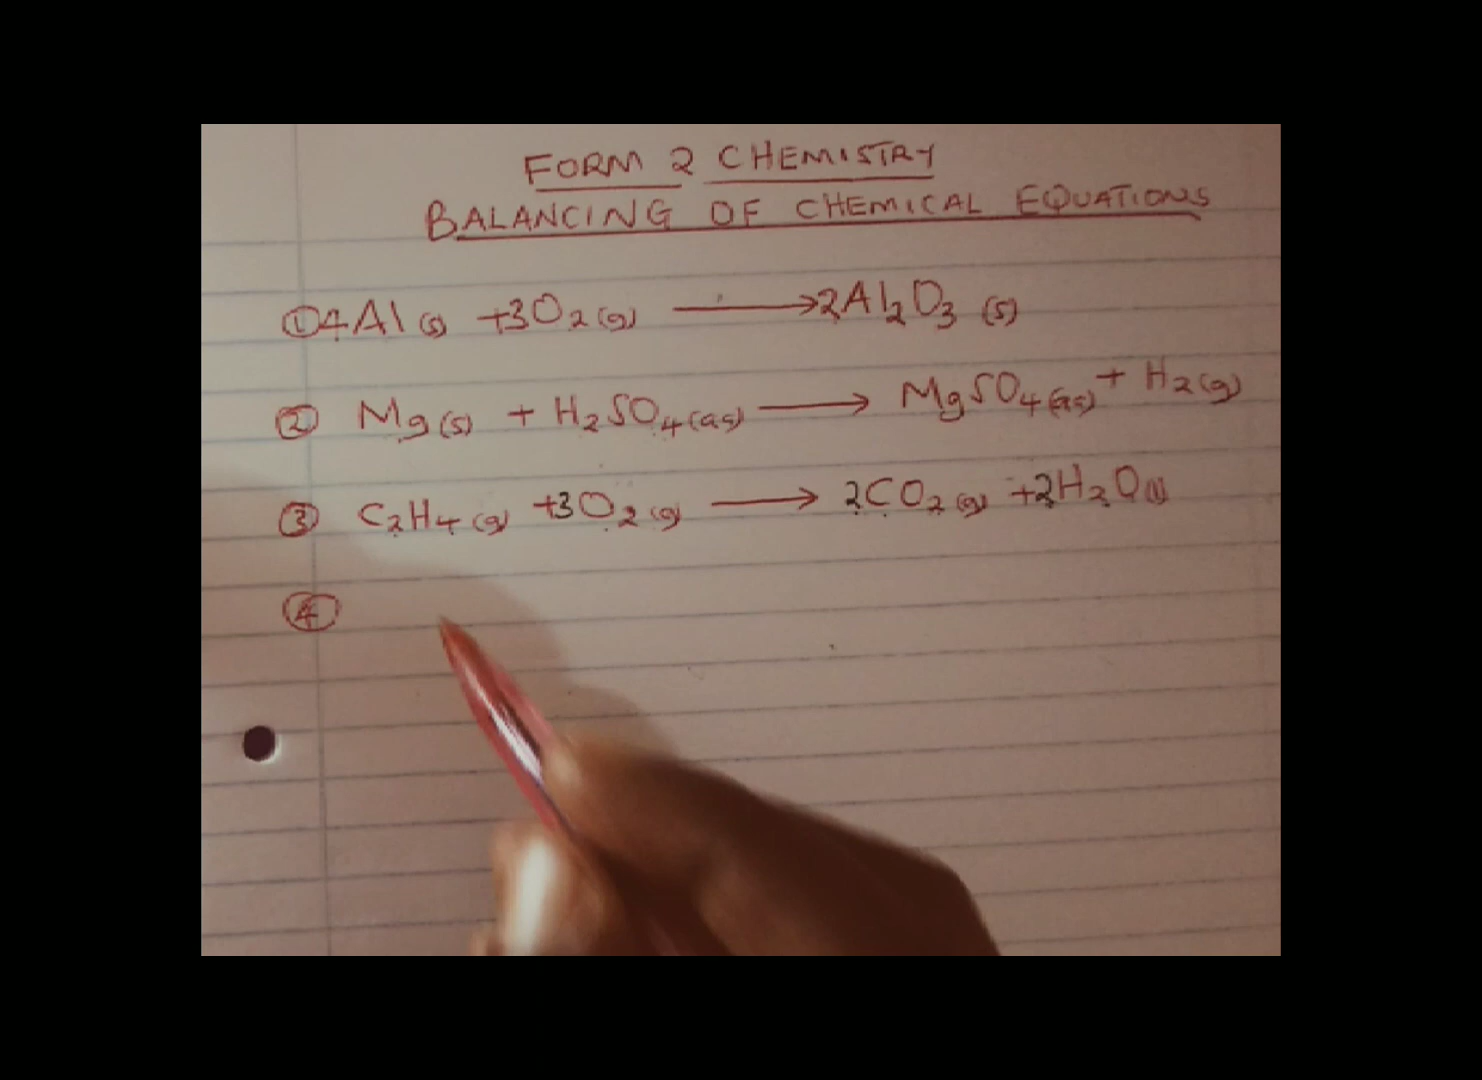 FORM 2 CHEMISTRY
BALANCING OF CHEMICAL EQUATIONS
① 4Al(s) +3O₂(g) ⟶ 2Al₂O₃ (s)
② Mg(s) + H₂SO₄(aq) ⟶ MgSO₄(aq) + H₂(g)
③ C₂H₄(g) +3O₂(g) ⟶ 2CO₂(g) +2H₂O(l)
④